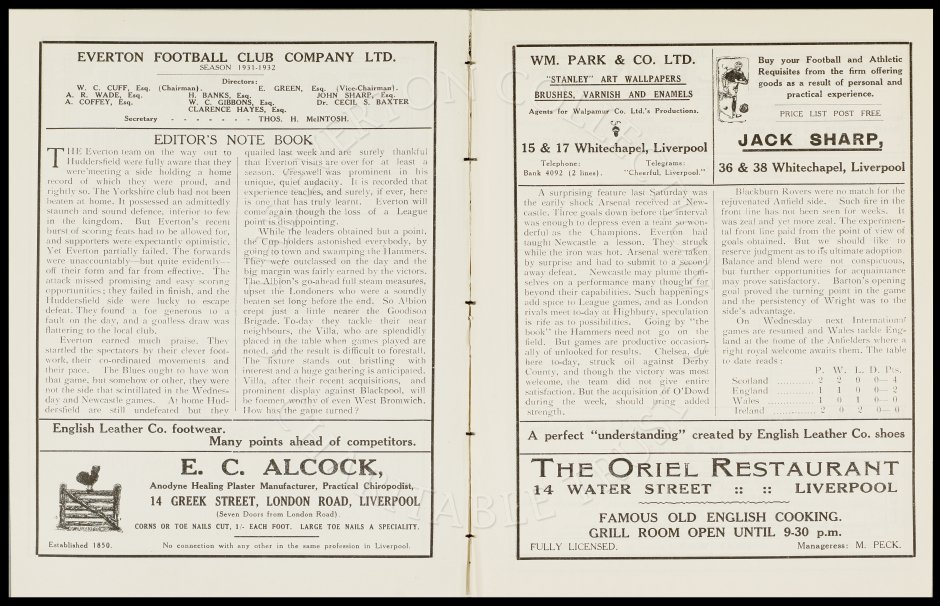 EVERTON FOOTBALL CLUB COMPANY LTD.
SEASON 1931-1932
Directors:
W. C. CUFF, Esq. (Chairman). E. GREEN, Esq. (Vice-Chairman).
A. R. WADE, Esq. H. BANKS, Esq. JOHN SHARP, Esq.
A. COFFEY, Esq. W. C. GIBBONS, Esq. Dr. CECIL S. BAXTER
CLARENCE HAYES, Esq.
Secretary - - - - - - - THOS. H. McINTOSH.
EDITOR'S NOTE BOOK
THE Everton team on the way out to
Huddersfield were fully aware that they
were meeting a side holding a home
record of which they were proud, and
rightly so. The Yorkshire club had not been
beaten at home. It possessed an admittedly
staunch and sound defence, inferior to few
in the kingdom. But Everton's recent
burst of scoring feats had to be allowed for,
and supporters were expectantly optimistic.
Yet Everton partially failed. The forwards
were unaccountably—but quite evidently—
off their form and far from effective. The
attack missed promising and easy scoring
opportunities; they failed in finish, and the
Huddersfield side were lucky to escape
defeat. They found a foe generous to a
fault on the day, and a goalless draw was
flattering to the local club.
Everton earned much praise. They
startled the spectators by their clever foot-
work, their co-ordinated movements and
their pace. The Blues ought to have won
that game, but somehow or other, they were
not the side that scintillated in the Wednes-
day and Newcastle games. At home Hud-
dersfield are still undefeated but they
quailed last week and are surely thankful
that Everton visits are over for at least a
season. Cresswell was prominent in his
unique, quiet audacity. It is recorded that
experience teaches, and surely, if ever, here
is one that has truly learnt. Everton will
come again though the loss of a League
point is disappointing.
While the leaders obtained but a point,
the Cup-holders astonished everybody, by
going to town and swamping the Hammers.
They were outclassed on the day and the
big margin was fairly earned by the victors.
The Albion's go-ahead full steam measures,
upset the Londoners who were a soundly
beaten set long before the end. So Albion
crept just a little nearer the Goodison
Brigade. To-day they tackle their near
neighbours, the Villa, who are splendidly
placed in the table when games played are
noted, and the result is difficult to forestall.
The fixture stands out bristling with
interest and a huge gathering is anticipated.
Villa, after their recent acquisitions, and
prominent display against Blackpool, will
be foemen worthy of even West Bromwich.
How has the game turned?
English Leather Co. footwear.
Many points ahead of competitors.
E. C. ALCOCK,
Anodyne Healing Plaster Manufacturer, Practical Chiropodist,
14 GREEK STREET, LONDON ROAD, LIVERPOOL
(Seven Doors from London Road).
CORNS OR TOE NAILS CUT, 1/- EACH FOOT. LARGE TOE NAILS A SPECIALITY.
Established 1850. No connection with any other in the same profession in Liverpool.
WM. PARK & CO. LTD.
"STANLEY" ART WALLPAPERS
BRUSHES, VARNISH AND ENAMELS
Agents for Walpamur Co. Ltd.'s Productions.
15 & 17 Whitechapel, Liverpool
Telephone: Telegrams:
Bank 4092 (2 lines). "Cheerful, Liverpool."
Buy your Football and Athletic
Requisites from the firm offering
goods as a result of personal and
practical experience.
PRICE LIST POST FREE
JACK SHARP,
36 & 38 Whitechapel, Liverpool
A surprising feature last Saturday was
the early shock Arsenal received at New-
castle. Three goals down before the interval
was enough to depress even a team so won-
derful as the Champions. Everton had
taught Newcastle a lesson. They struck
while the iron was hot. Arsenal were taken
by surprise and had to submit to a second
away defeat. Newcastle may plume them-
selves on a performance many thought far
beyond their capabilities. Such happenings
add spice to League games, and as London
rivals meet to-day at Highbury, speculation
is rife as to possibilities. Going by "the
book" the Hammers need not go on the
field. But games are productive occasion-
ally of unlooked for results. Chelsea, due
here to-day, struck oil against Derby
County, and though the victory was most
welcome, the team did not give entire
satisfaction. But the acquisition of O'Dowd
during the week, should bring added
strength.
Blackburn Rovers were no match for the
rejuvenated Anfield side. Such fire in the
front line has not been seen for weeks. It
was zeal and yet more zeal. The experimen-
tal front line paid from the point of view of
goals obtained. But we should like to
reserve judgment as to its ultimate adoption.
Balance and blend were not conspicuous,
but further opportunities for acquaintance
may prove satisfactory. Barton's opening
goal proved the turning point in the game
and the persistency of Wright was to the
side's advantage.
On Wednesday next International
games are resumed and Wales tackle Eng-
land at the home of the Anfielders where a
right royal welcome awaits them. The table
to date reads:
P. W. L. D. Pts.
Scotland ............... 2 2 0 0— 4
England ............... 1 1 0 0— 2
Wales ............... 1 0 1 0— 0
Ireland ............... 2 0 2 0— 0
A perfect "understanding" created by English Leather Co. shoes
THE ORIEL RESTAURANT
14 WATER STREET :: :: LIVERPOOL
FAMOUS OLD ENGLISH COOKING.
GRILL ROOM OPEN UNTIL 9-30 p.m.
FULLY LICENSED. Manageress: M. PECK.